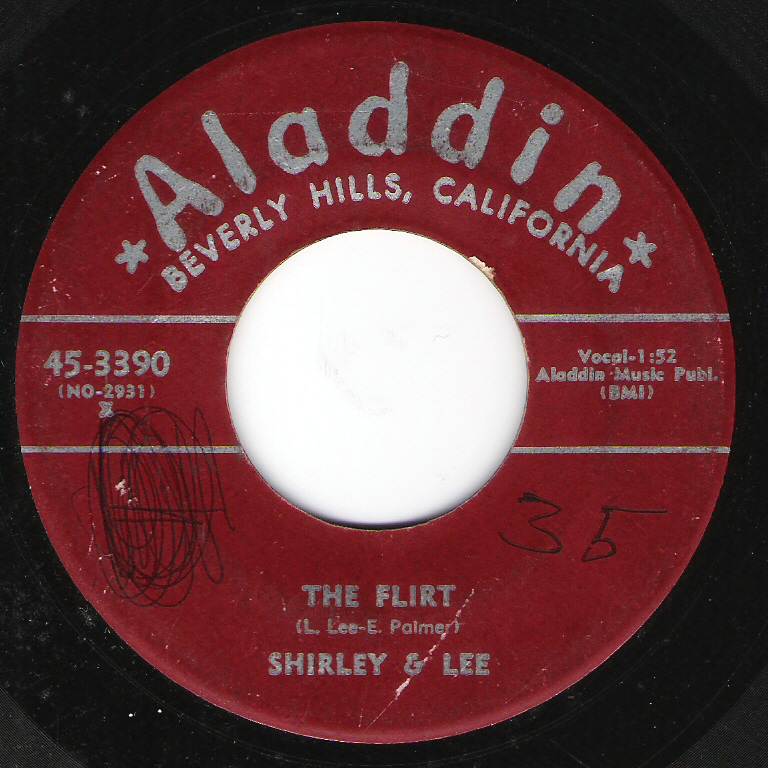 Aladdin
BEVERLY HILLS, CALIFORNIA
45-3390
(NO-2931)
Vocal-1:52
Aladdin Music Publ.
(BMI)
35
THE FLIRT
(L. Lee-E. Palmer)
SHIRLEY & LEE